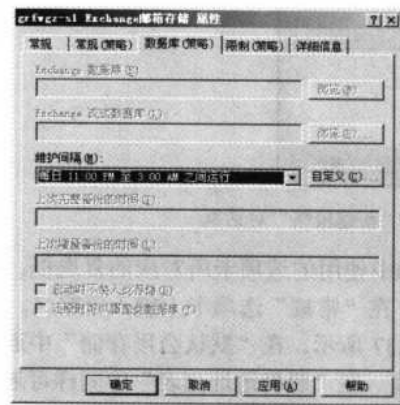 grfwgz-s1 Exchange邮箱存储 属性
常规 常规(策略) 数据库(策略) 限制(策略) 详细信息
Exchange 数据库(E)
浏览(B)...
Exchange 流式数据库(X)
浏览(W)...
维护间隔(M):
每日 11:00 PM 至 3:00 AM 之间运行
自定义(C)...
上次完整备份的时间
上次增量备份的时间
启动时不装入此存储(D)
还原时可以覆盖此数据库(T)
确定 取消 应用(A) 帮助
在